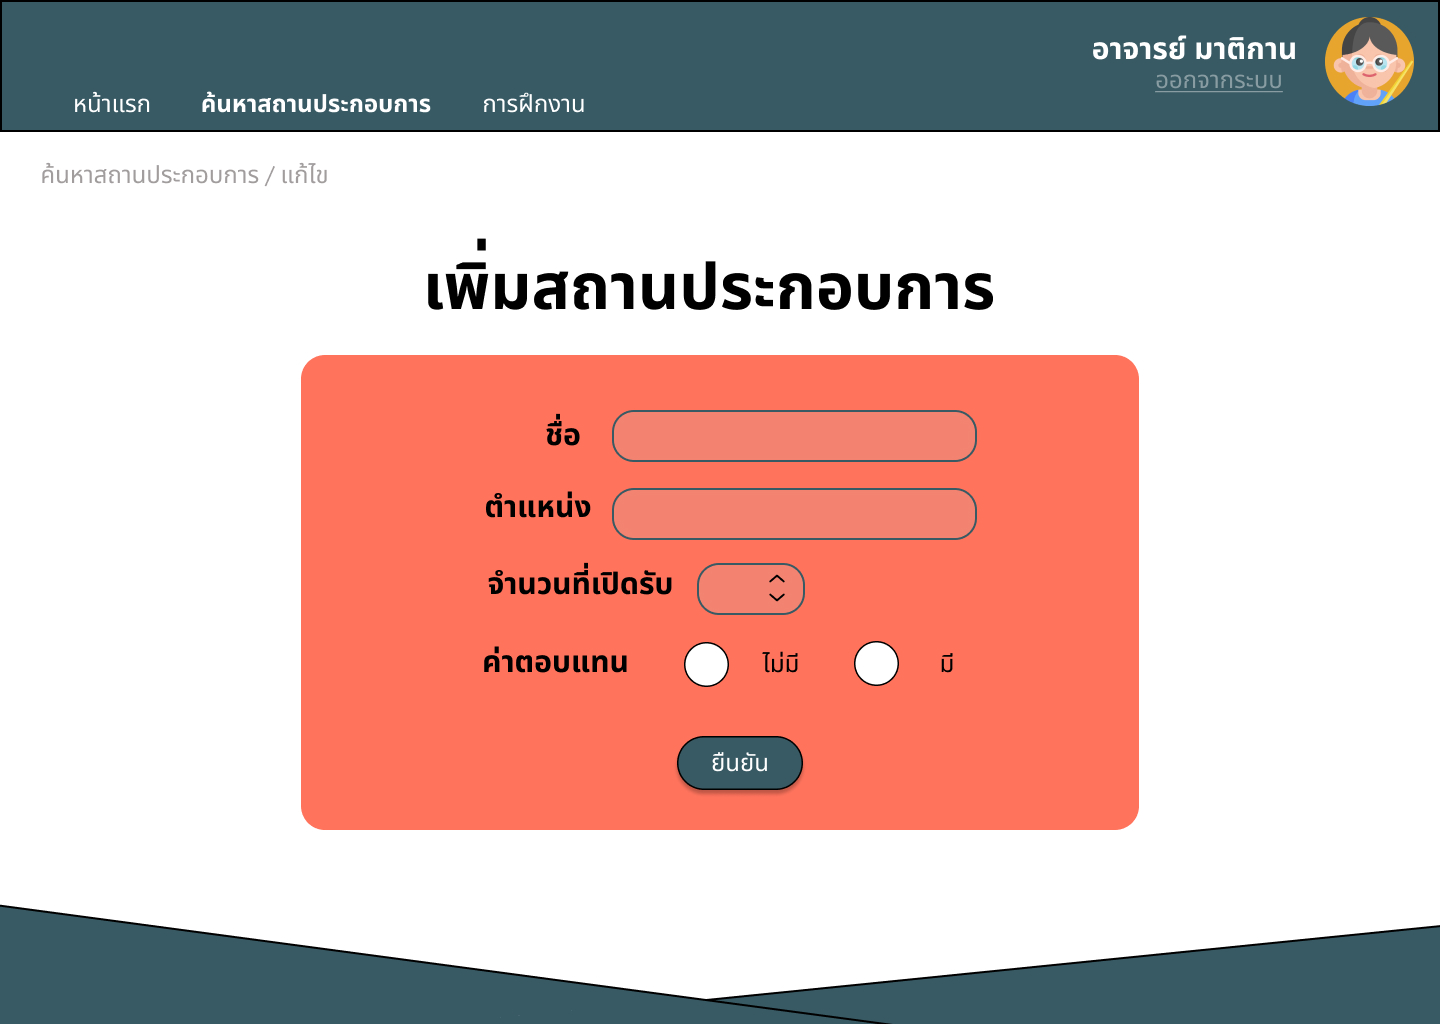 อาจารย์ มาติกาน
ออกจากระบบ
หน้าแรก ค้นหาสถานประกอบการ การฝึกงาน
ค้นหาสถานประกอบการ / แก้ไข
เพิ่มสถานประกอบการ
ชื่อ
ตำแหน่ง
จำนวนที่เปิดรับ
ค่าตอบแทน ไม่มี มี
ยืนยัน